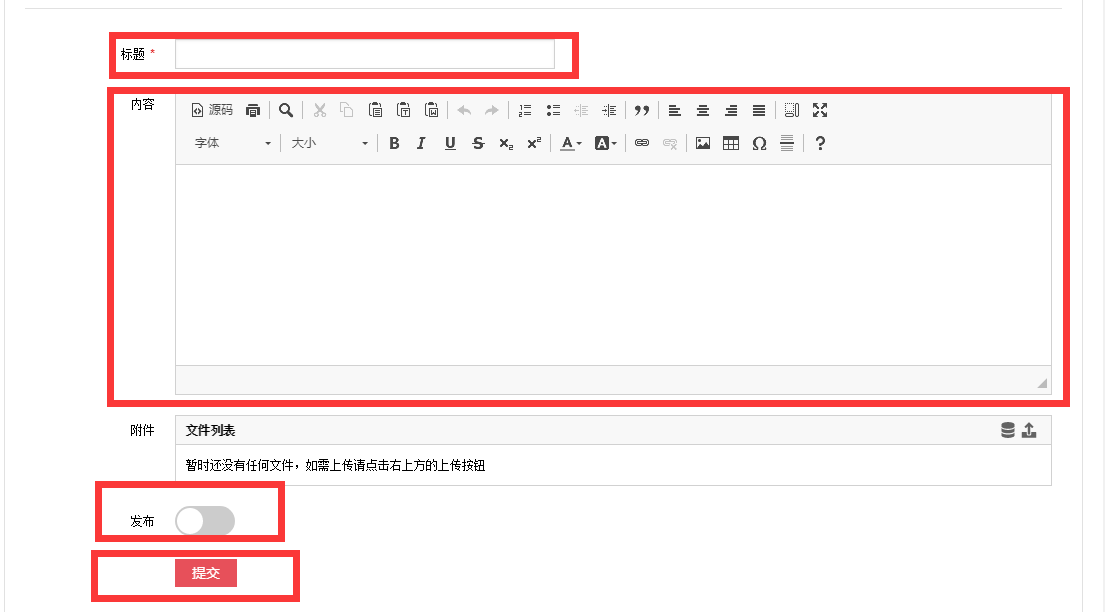 标题 *
内容
源码
字体 大小 B I U S x₂ x² A A Ω ?
附件 文件列表
暂时还没有任何文件，如需上传请点击右上方的上传按钮
发布
提交